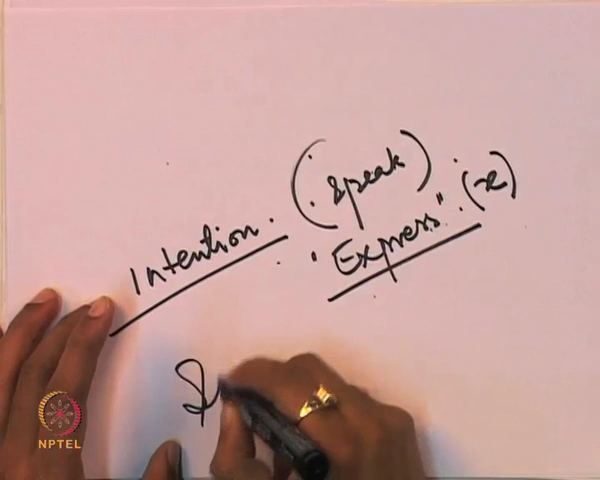 Intention. (speak)
"Express". (x)
NPTEL